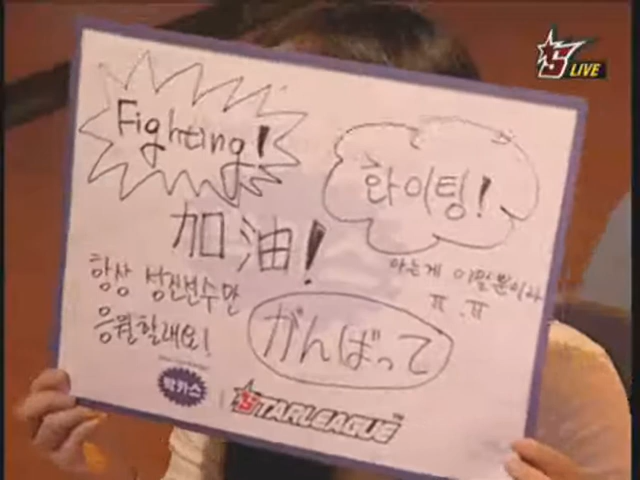 S LIVE
Fighting!
화이팅!
加油!
아는게 이말뿐이라
ㅠ.ㅠ
항상 성진선수만
응원할래요!
がんばって
박카스
STARLEAGUE